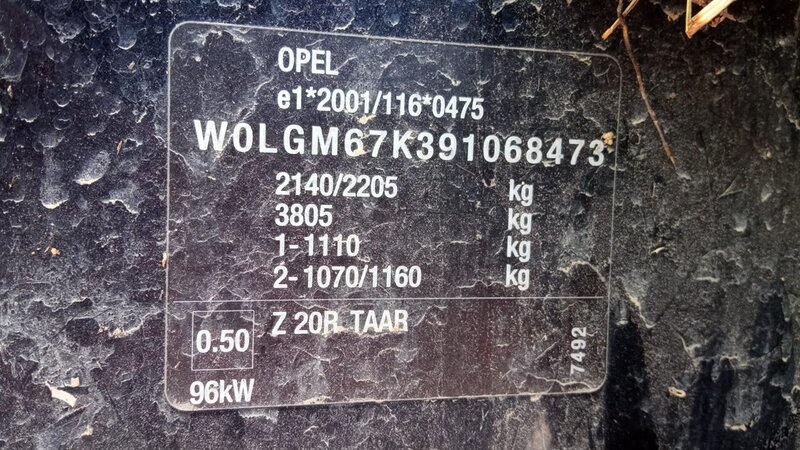 OPEL
e1*2001/116*0475
W0LGM67K391068473
2140/2205 kg
3805 kg
1-1110 kg
2-1070/1160 kg
0.50 Z 20R TAAR
7492
96kW